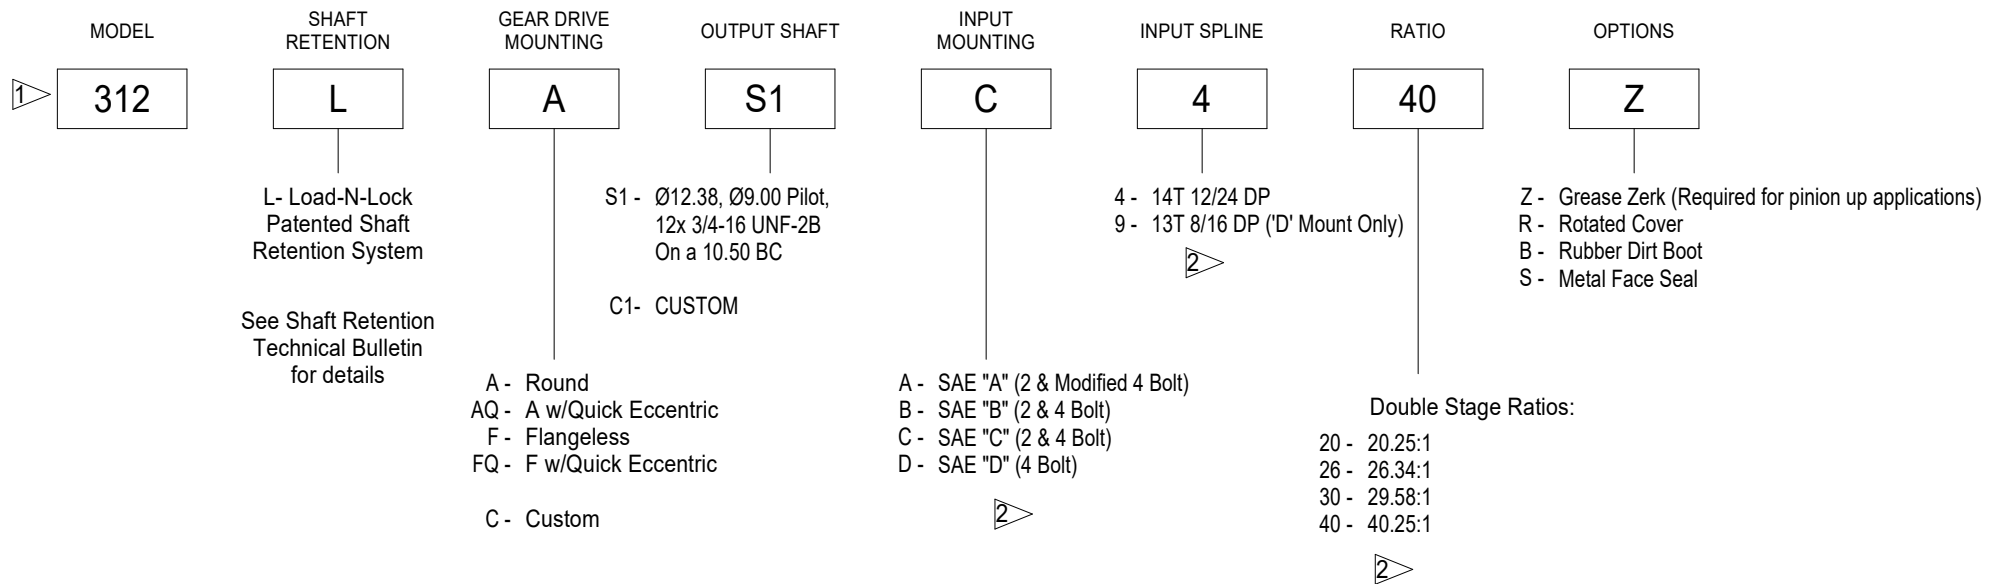 MODEL
SHAFT
RETENTION
GEAR DRIVE
MOUNTING
OUTPUT SHAFT
INPUT
MOUNTING
INPUT SPLINE
RATIO
OPTIONS
1
312
L
A
S1
C
4
40
Z
L- Load-N-Lock
Patented Shaft
Retention System
See Shaft Retention
Technical Bulletin
for details
A - Round
AQ - A w/Quick Eccentric
F - Flangeless
FQ - F w/Quick Eccentric
C - Custom
S1 - Ø12.38, Ø9.00 Pilot,
12x 3/4-16 UNF-2B
On a 10.50 BC
C1- CUSTOM
A - SAE "A" (2 & Modified 4 Bolt)
B - SAE "B" (2 & 4 Bolt)
C - SAE "C" (2 & 4 Bolt)
D - SAE "D" (4 Bolt)
2
4 - 14T 12/24 DP
9 - 13T 8/16 DP ('D' Mount Only)
2
Double Stage Ratios:
20 - 20.25:1
26 - 26.34:1
30 - 29.58:1
40 - 40.25:1
2
Z - Grease Zerk (Required for pinion up applications)
R - Rotated Cover
B - Rubber Dirt Boot
S - Metal Face Seal